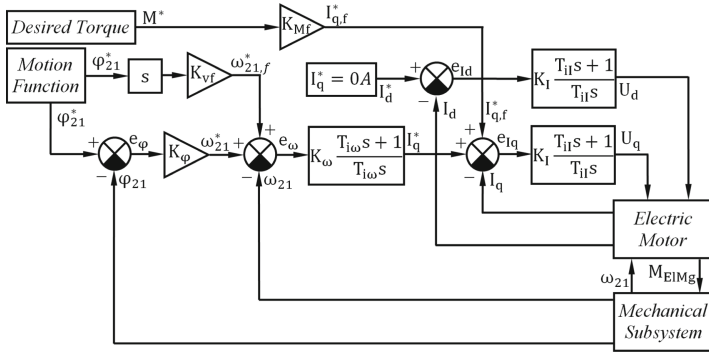 Desired Torque
M*
K_Mf
I*_q,f
Motion
Function
φ*_21
s
K_vf
ω*_21,f
I*_q = 0A
I*_d
+
−
e_Id
I_d
K_I (T_iI s + 1)/(T_iI s)
U_d
I*_q,f
φ*_21
+
−
e_φ
φ_21
K_φ
ω*_21
+
+
−
e_ω
ω_21
K_ω (T_iω s + 1)/(T_iω s)
I*_q
+
+
−
e_Iq
I_q
K_I (T_iI s + 1)/(T_iI s)
U_q
Electric
Motor
ω_21
M_ElMg
Mechanical
Subsystem